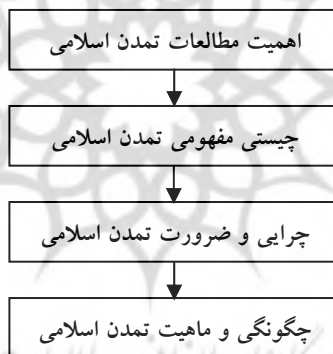 اهمیت مطالعات تمدن اسلامی
چیستی مفهومی تمدن اسلامی
چرایی و ضرورت تمدن اسلامی
چگونگی و ماهیت تمدن اسلامی